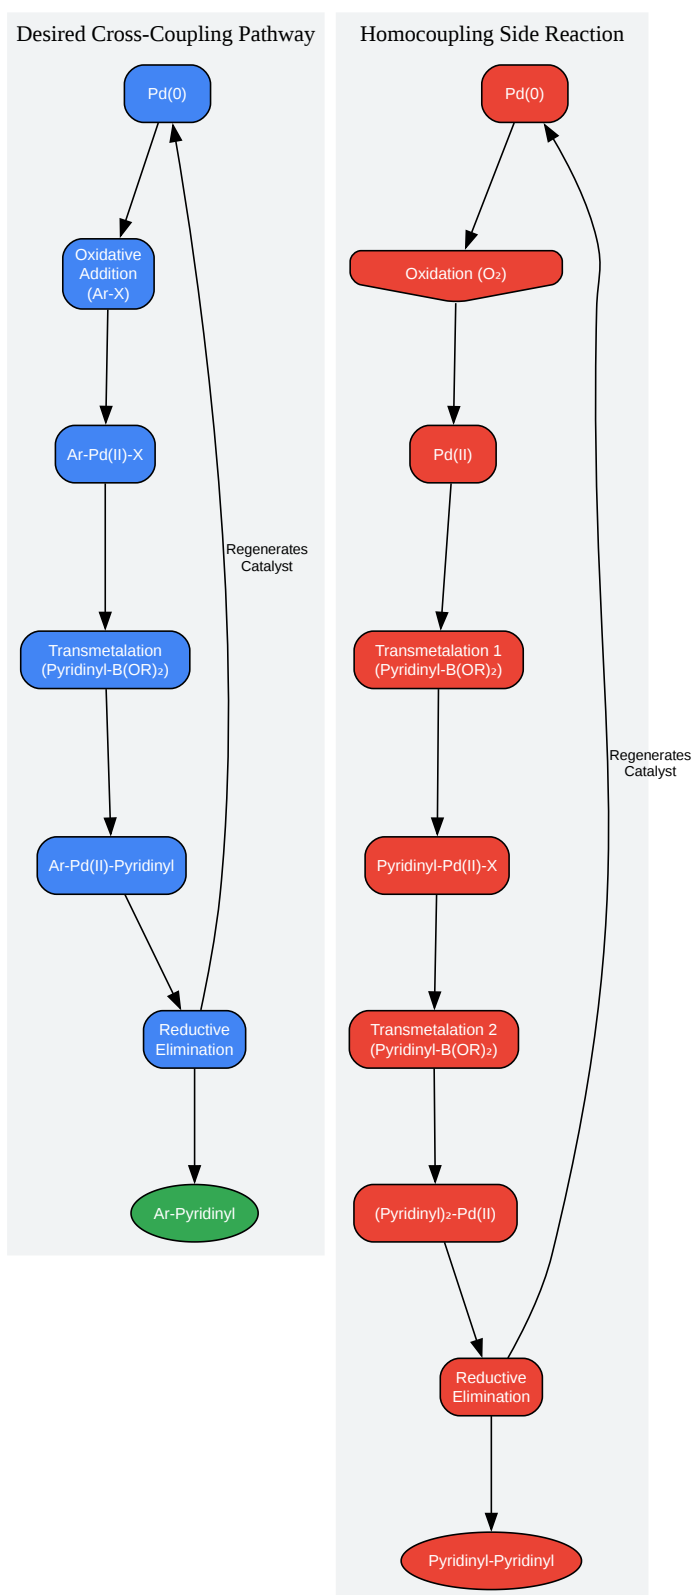 Desired Cross-Coupling Pathway
Pd(0)
Oxidative
Addition
(Ar-X)
Ar-Pd(II)-X
Regenerates
Catalyst
Transmetalation
(Pyridinyl-B(OR)₂)
Ar-Pd(II)-Pyridinyl
Reductive
Elimination
Ar-Pyridinyl
Homocoupling Side Reaction
Pd(0)
Oxidation (O₂)
Pd(II)
Transmetalation 1
(Pyridinyl-B(OR)₂)
Regenerates
Catalyst
Pyridinyl-Pd(II)-X
Transmetalation 2
(Pyridinyl-B(OR)₂)
(Pyridinyl)₂-Pd(II)
Reductive
Elimination
Pyridinyl-Pyridinyl